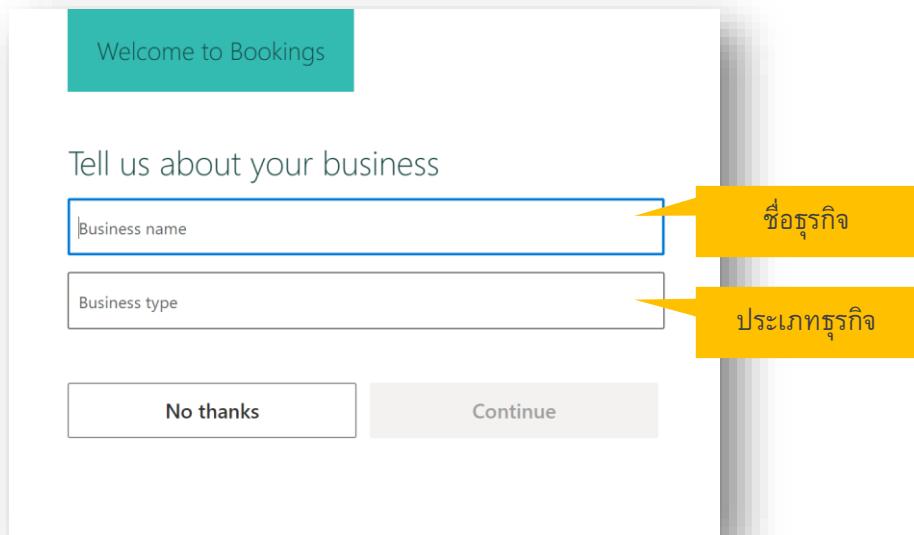 Welcome to Bookings
Tell us about your business
Business name
ชื่อธุรกิจ
Business type
ประเภทธุรกิจ
No thanks
Continue